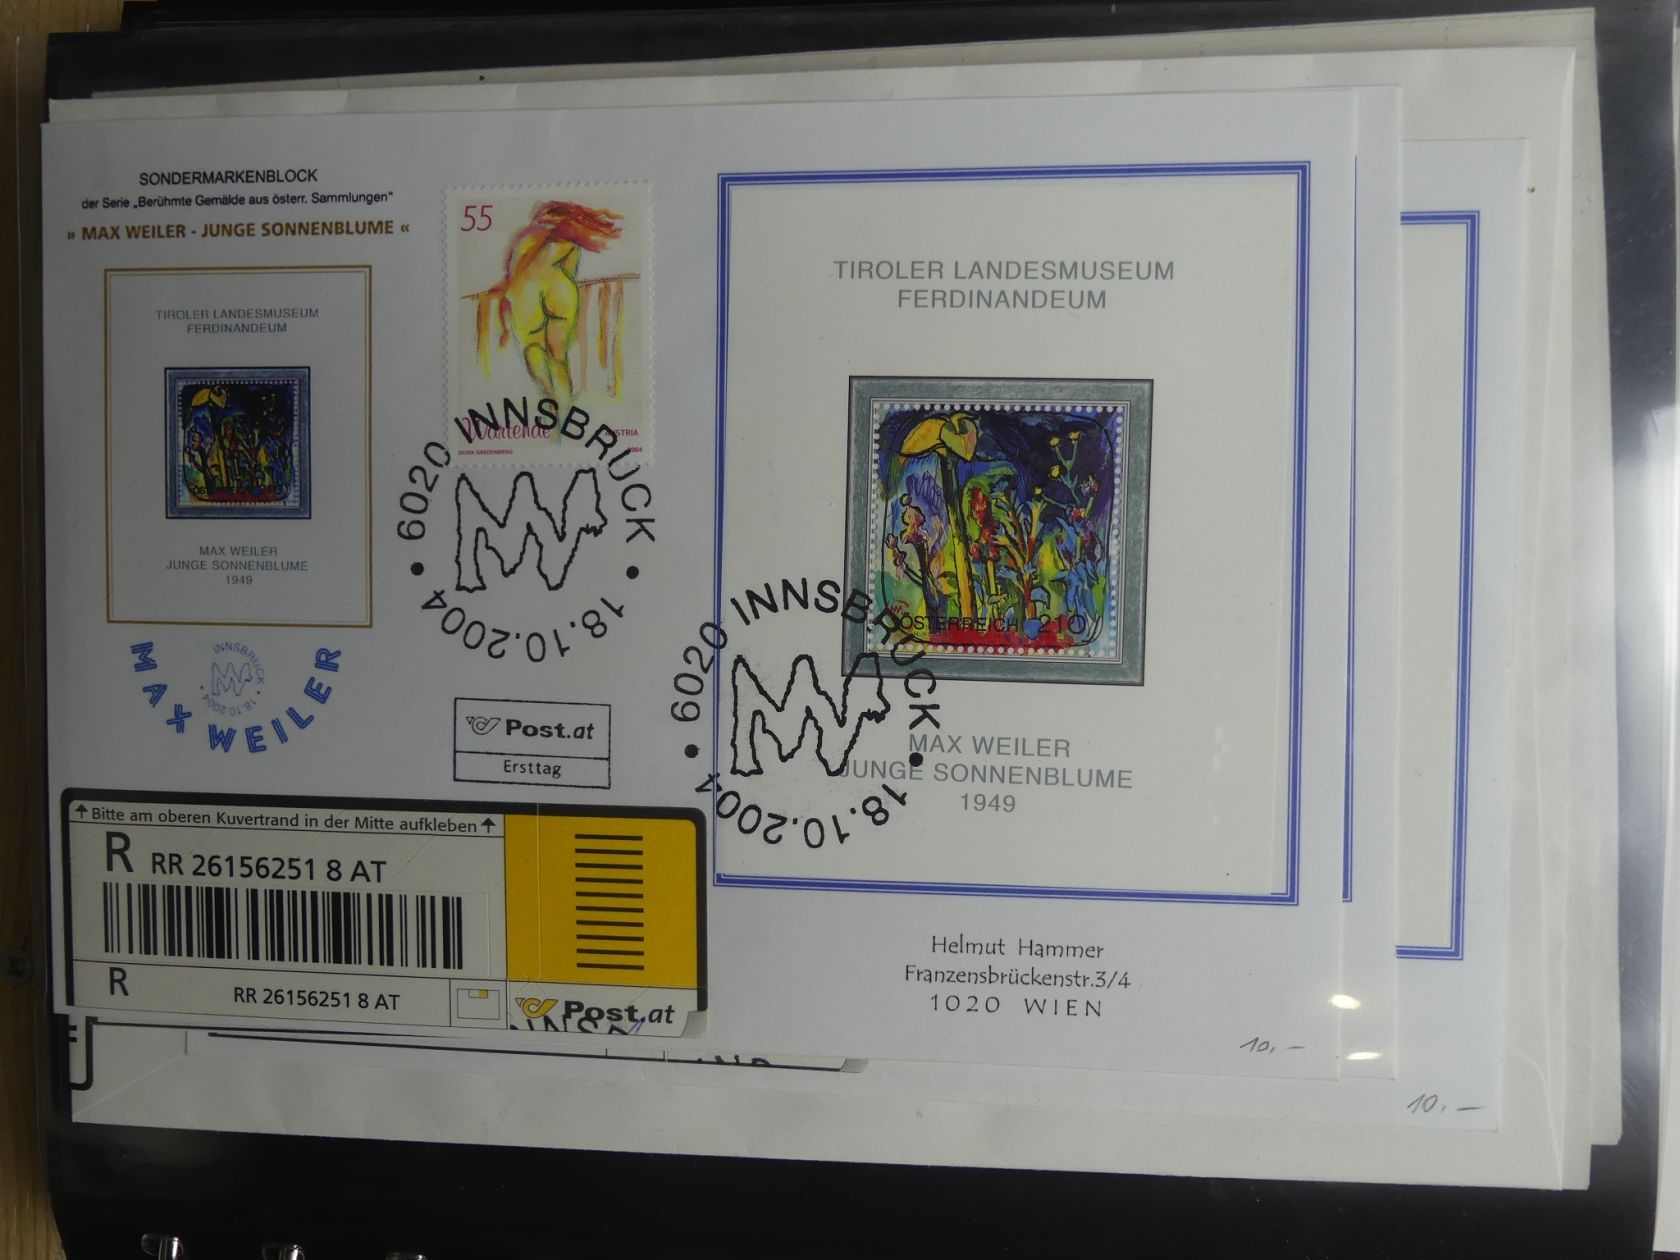 SONDERMARKENBLOCK
der Serie „Berühmte Gemälde aus österr. Sammlungen"
» MAX WEILER - JUNGE SONNENBLUME «
TIROLER LANDESMUSEUM
FERDINANDEUM
MAX WEILER
JUNGE SONNENBLUME
1949
INNSBRUCK
18.10.2004
MAX WEILER
55
Wartende
AUSTRIA
2004
SILVIA GREDENBERG
6020 INNSBRUCK
18.10.2004
Post.at
Ersttag
TIROLER LANDESMUSEUM
FERDINANDEUM
ÖSTERREICH 210
MAX WEILER
JUNGE SONNENBLUME
1949
6020 INNSBRUCK
18.10.2004
Bitte am oberen Kuvertrand in der Mitte aufkleben
R RR 26156251 8 AT
R RR 26156251 8 AT
Post.at
Helmut Hammer
Franzensbrückenstr.3/4
1020 WIEN
10,-
10,-